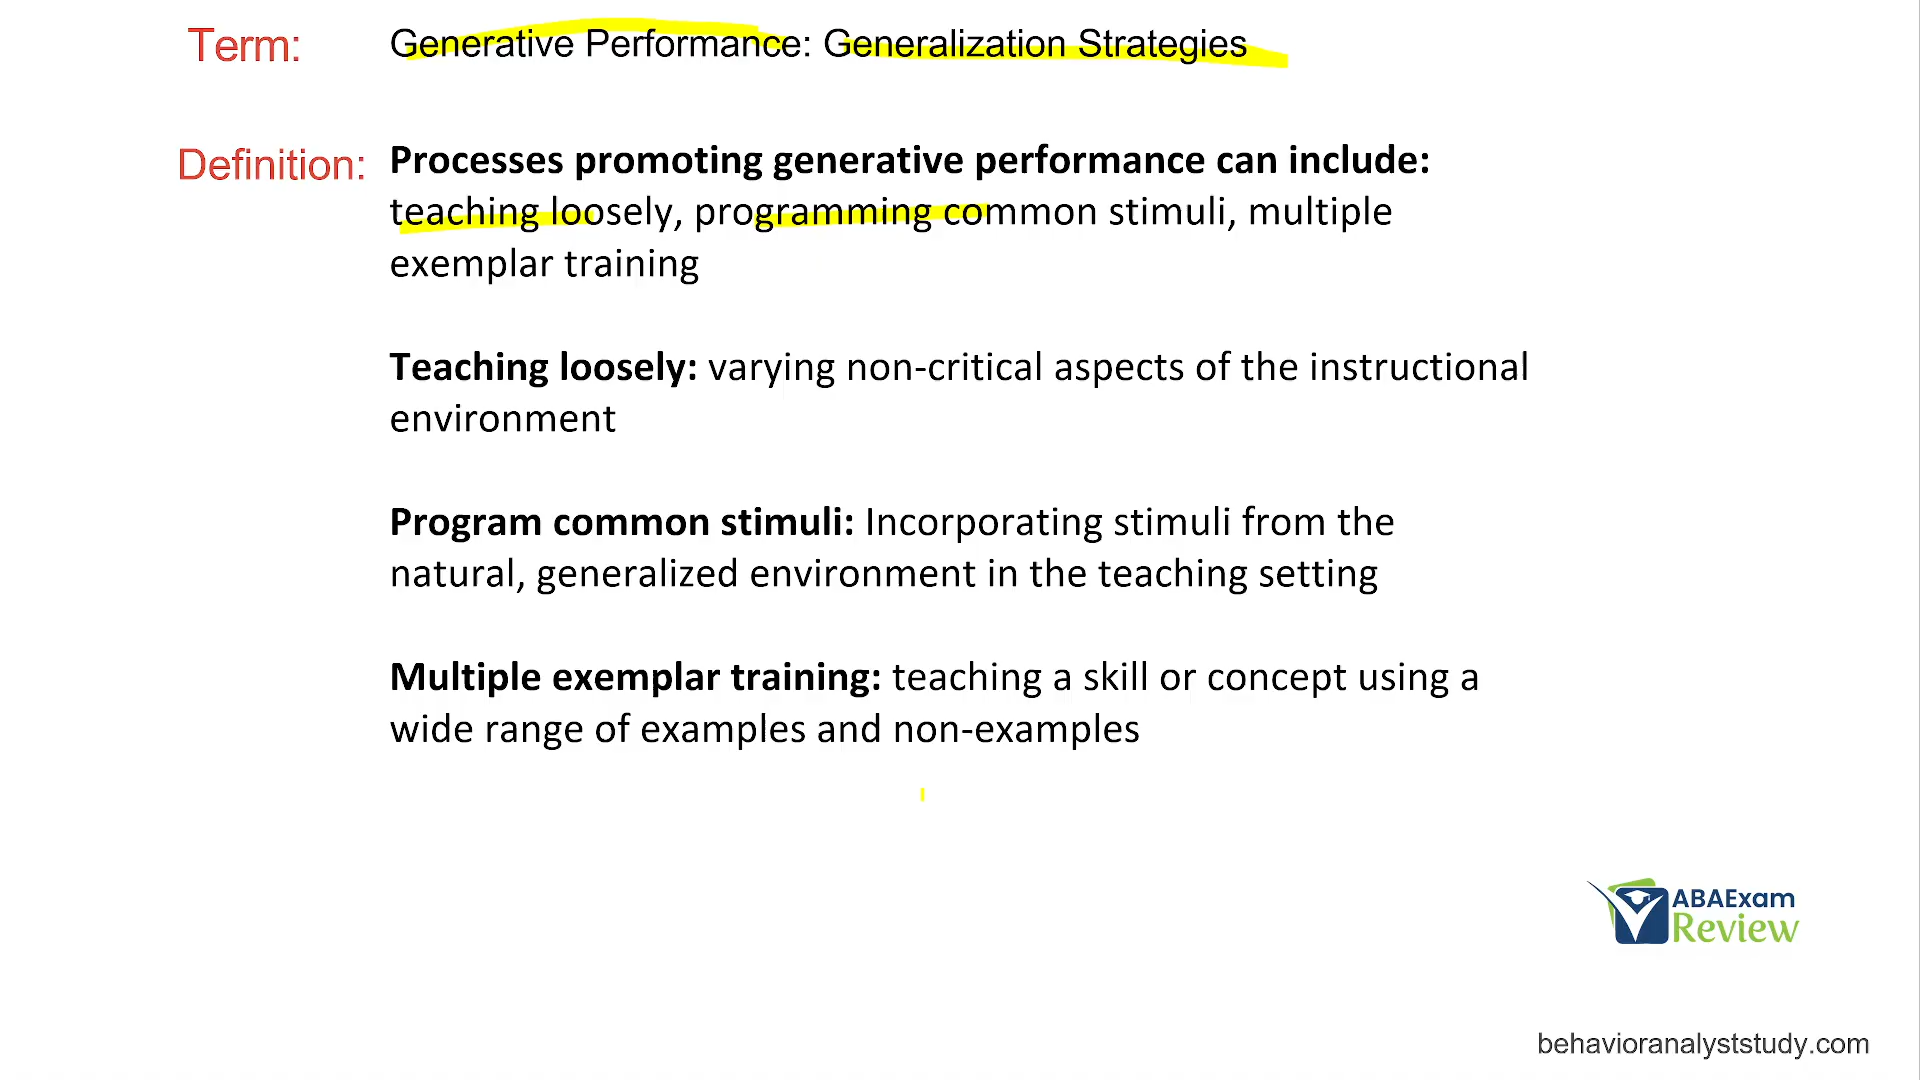 Term: Generative Performance: Generalization Strategies
Definition: Processes promoting generative performance can include:
teaching loosely, programming common stimuli, multiple
exemplar training
Teaching loosely: varying non-critical aspects of the instructional
environment
Program common stimuli: Incorporating stimuli from the
natural, generalized environment in the teaching setting
Multiple exemplar training: teaching a skill or concept using a
wide range of examples and non-examples
ABAExam
Review
behavioranalyststudy.com